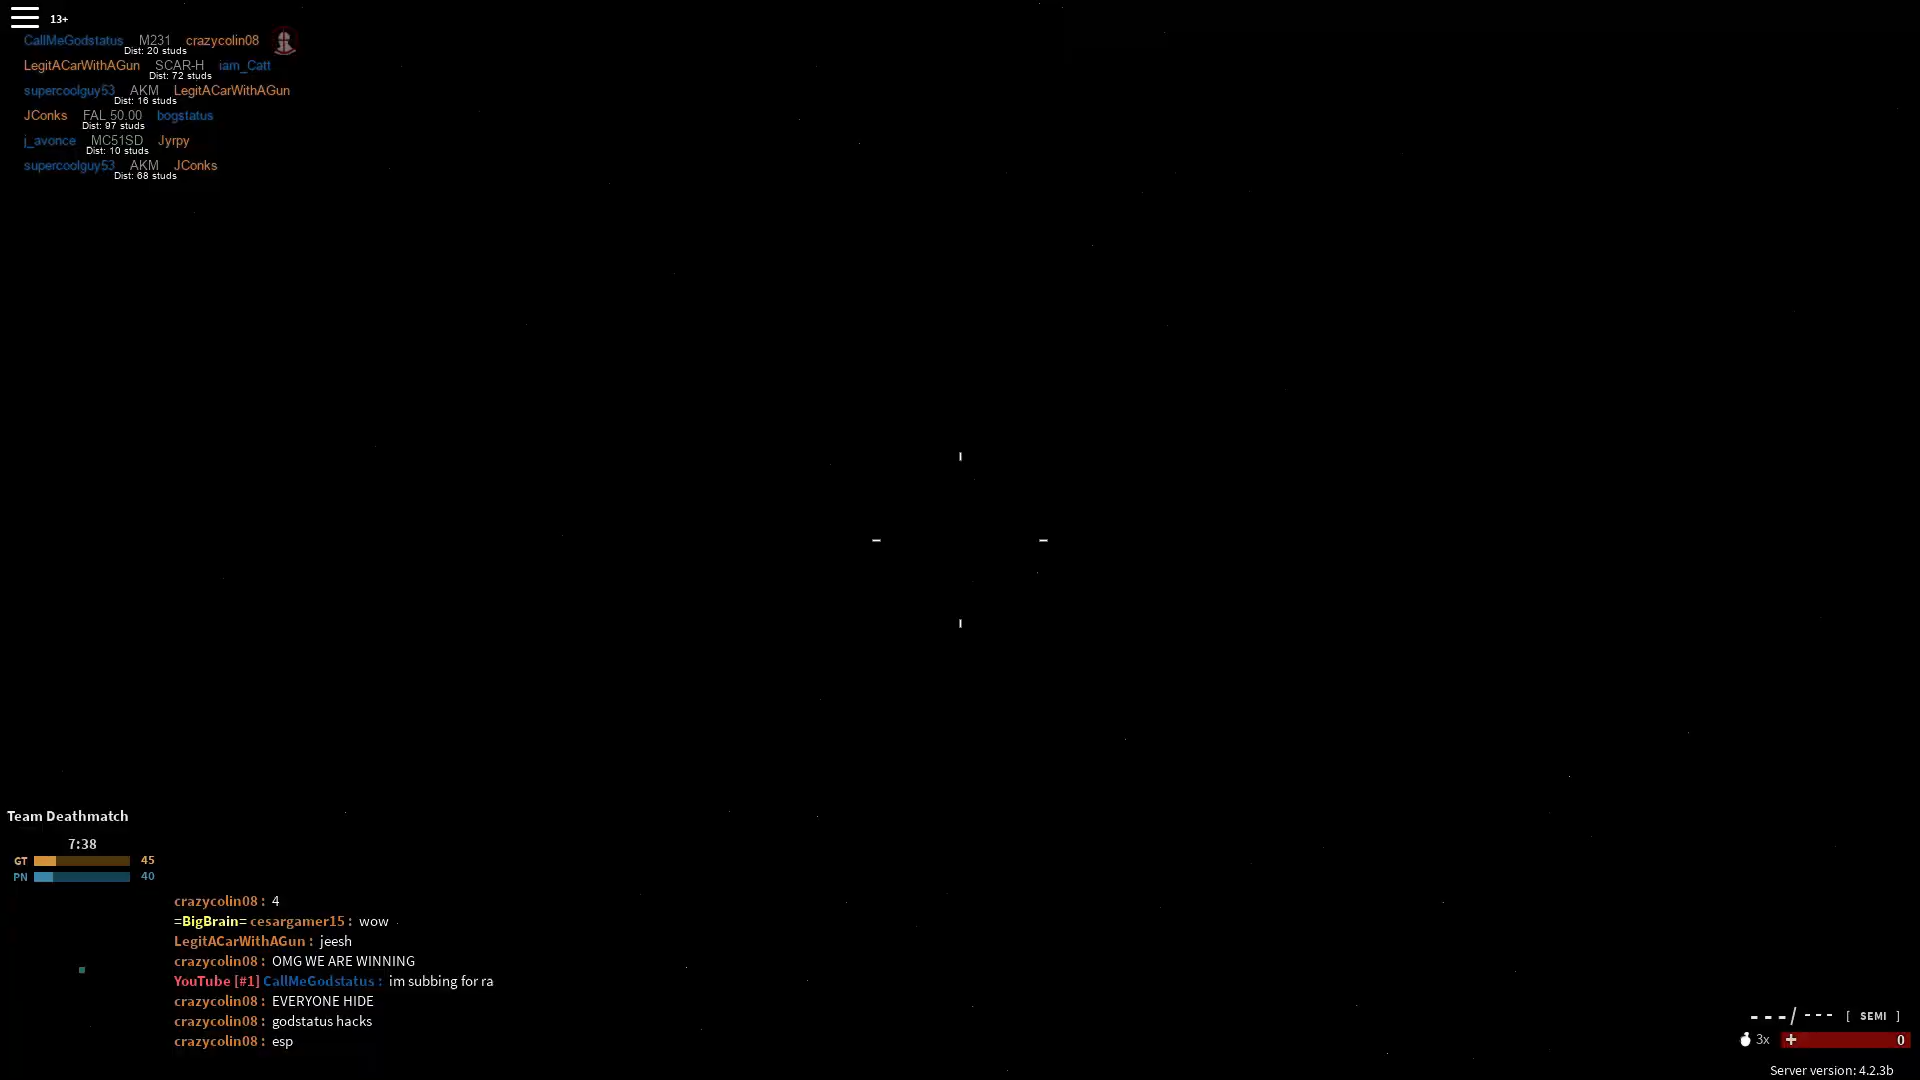 13+
CallMeGodstatus M231 crazycolin08
Dist: 20 studs
LegitACarWithAGun SCAR-H iam_Catt
Dist: 72 studs
supercoolguy53 AKM LegitACarWithAGun
Dist: 16 studs
JConks FAL 50.00 bogstatus
Dist: 97 studs
j_avonce MC51SD Jyrpy
Dist: 10 studs
supercoolguy53 AKM JConks
Dist: 68 studs
Team Deathmatch
7:38
GT 45
PN 40
crazycolin08 : 4
=BigBrain= cesargamer15 : wow
LegitACarWithAGun : jeesh
crazycolin08 : OMG WE ARE WINNING
YouTube [#1] CallMeGodstatus : im subbing for ra
crazycolin08 : EVERYONE HIDE
crazycolin08 : godstatus hacks
crazycolin08 : esp
---/--- [ SEMI ]
3x + 0
Server version: 4.2.3b